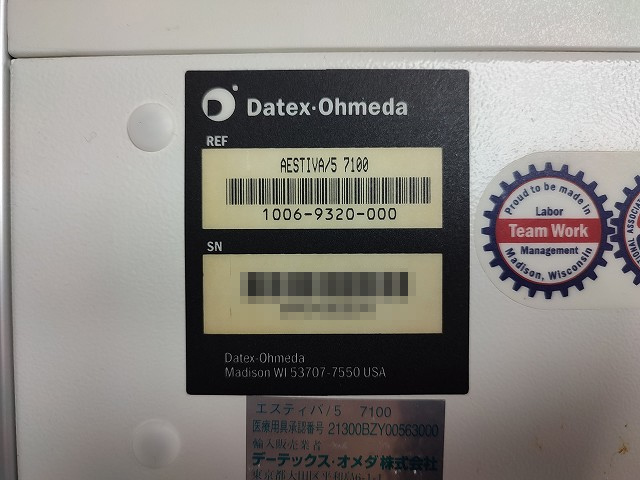 Datex·Ohmeda
REF
AESTIVA/5 7100
1006-9320-000
SN
Datex-Ohmeda
Madison WI 53707-7550 USA
Proud to be made in
Labor
Team Work
Management
Madison, Wisconsin
エスティバ/5 7100
医療用具承認番号 21300BZY00563000
輸入販売業者
データテックス・オメダ株式会社